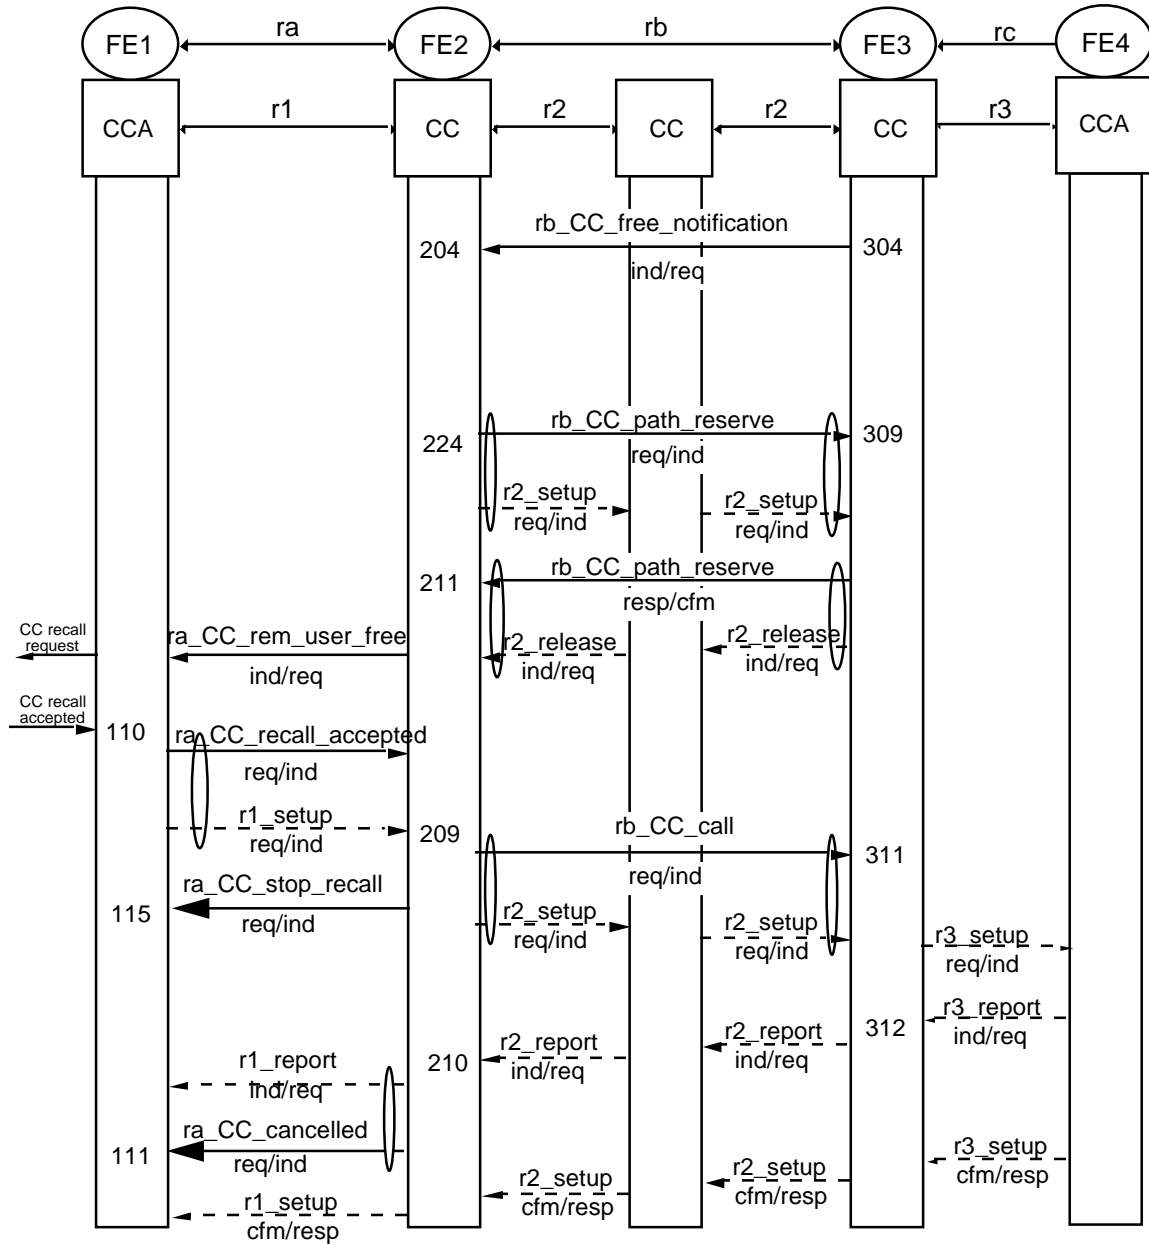 FE1 ra FE2 rb FE3 rc FE4
CCA r1 CC r2 CC r2 CC r3 CCA
rb_CC_free_notification
204 304
ind/req
rb_CC_path_reserve
224 309
req/ind
r2_setup r2_setup
req/ind req/ind
rb_CC_path_reserve
211
resp/cfm
CC recall
request
ra_CC_rem_user_free r2_release r2_release
ind/req ind/req ind/req
CC recall
accepted
110 ra_CC_recall_accepted
req/ind
r1_setup
req/ind
209 rb_CC_call 311
req/ind
ra_CC_stop_recall
115 req/ind
r2_setup r2_setup r3_setup
req/ind req/ind req/ind
r3_report
ind/req
312
r1_report 210 r2_report r2_report
ind/req ind/req ind/req
ra_CC_cancelled
111 req/ind
r3_setup
cfm/resp
r1_setup r2_setup r2_setup
cfm/resp cfm/resp cfm/resp